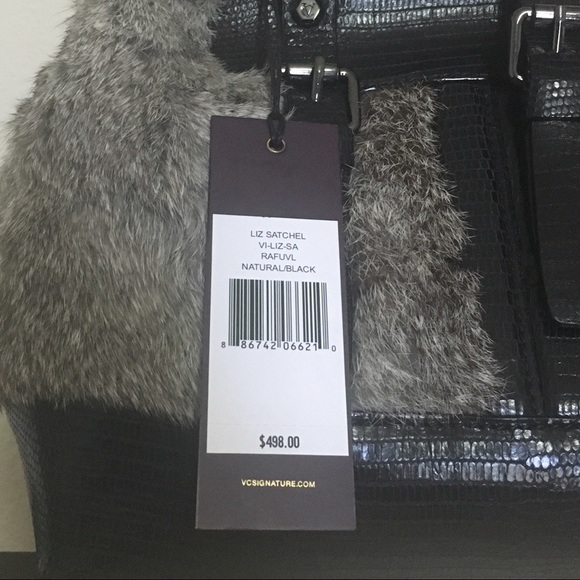 LIZ SATCHEL
VI-LIZ-SA
RAFUVL
NATURAL/BLACK
8 86742 06621 0
$498.00
VCSIGNATURE.COM